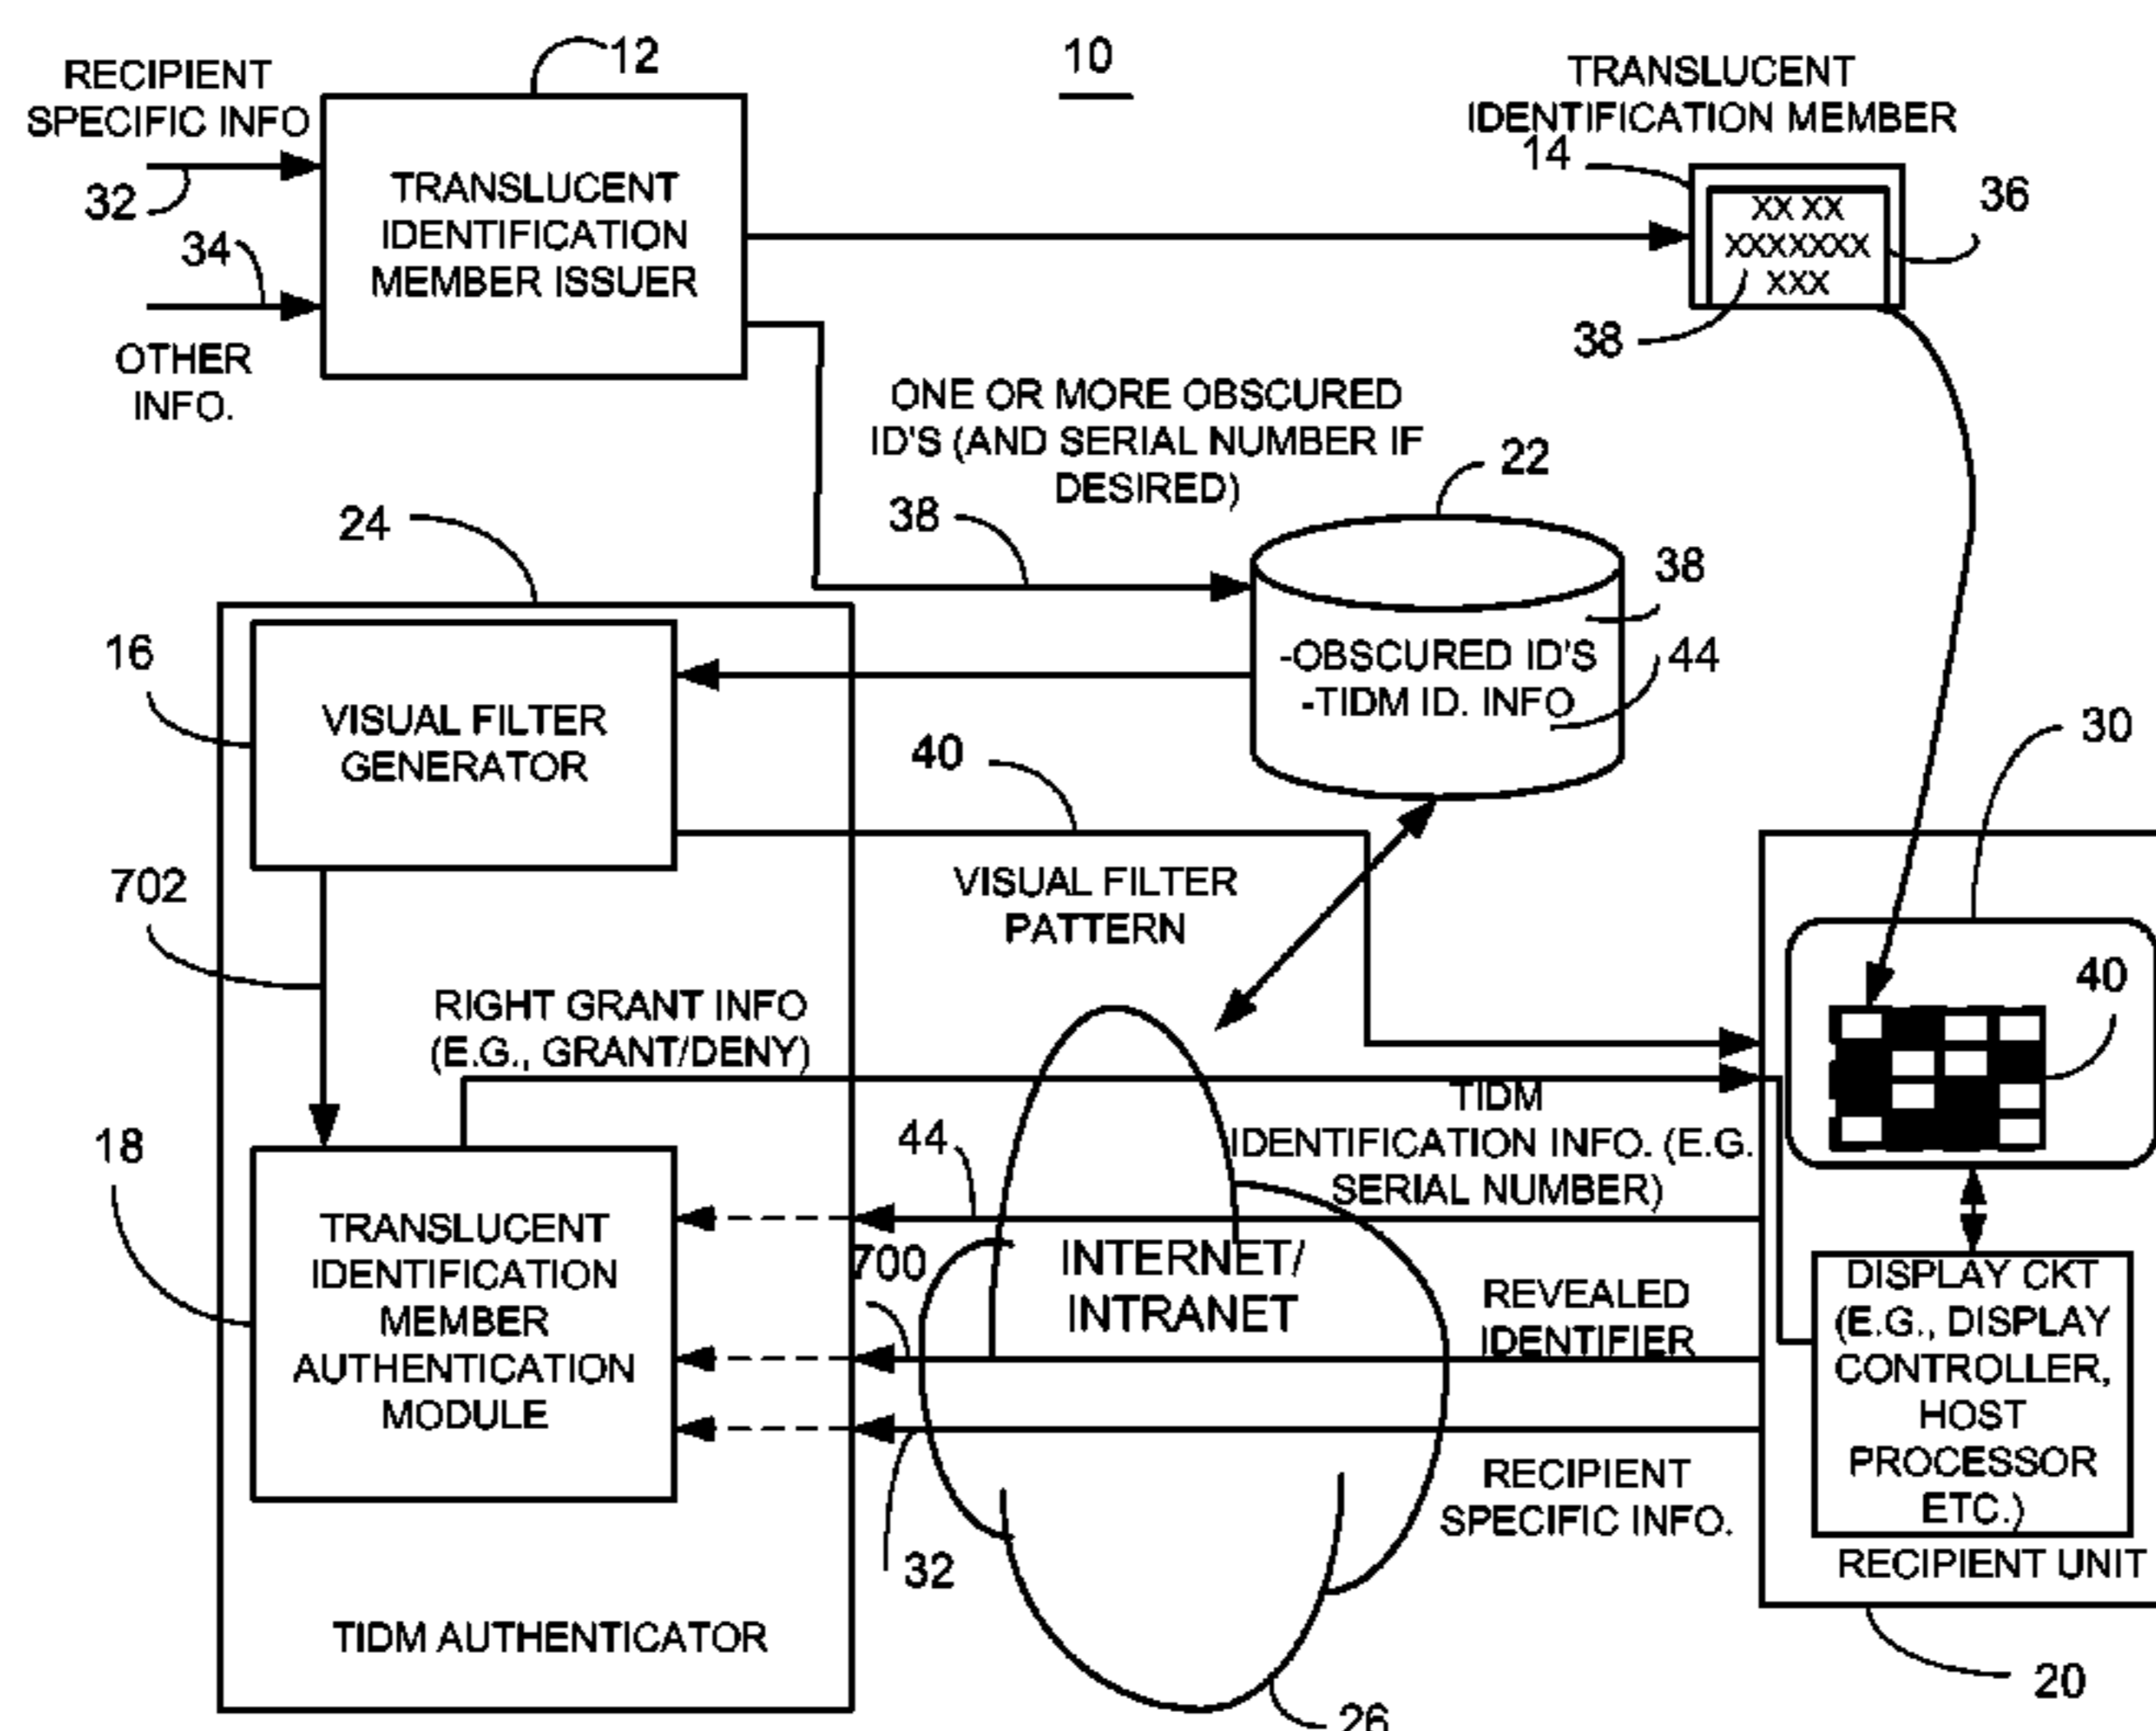 12
10
RECIPIENT
SPECIFIC INFO
32
34
OTHER
INFO.
TRANSLUCENT
IDENTIFICATION
MEMBER ISSUER
TRANSLUCENT
IDENTIFICATION MEMBER
14
XX XX
XXXXXXX
XXX
36
38
ONE OR MORE OBSCURED
ID'S (AND SERIAL NUMBER IF
DESIRED)
38
22
38
-OBSCURED ID'S
-TIDM ID. INFO
44
24
16
VISUAL FILTER
GENERATOR
40
VISUAL FILTER
PATTERN
702
RIGHT GRANT INFO
(E.G., GRANT/DENY)
30
40
18
TRANSLUCENT
IDENTIFICATION
MEMBER
AUTHENTICATION
MODULE
44
TIDM
IDENTIFICATION INFO. (E.G.
SERIAL NUMBER)
700
INTERNET/
INTRANET
REVEALED
IDENTIFIER
32
RECIPIENT
SPECIFIC INFO.
DISPLAY CKT
(E.G., DISPLAY
CONTROLLER,
HOST
PROCESSOR
ETC.)
RECIPIENT UNIT
TIDM AUTHENTICATOR
20
26